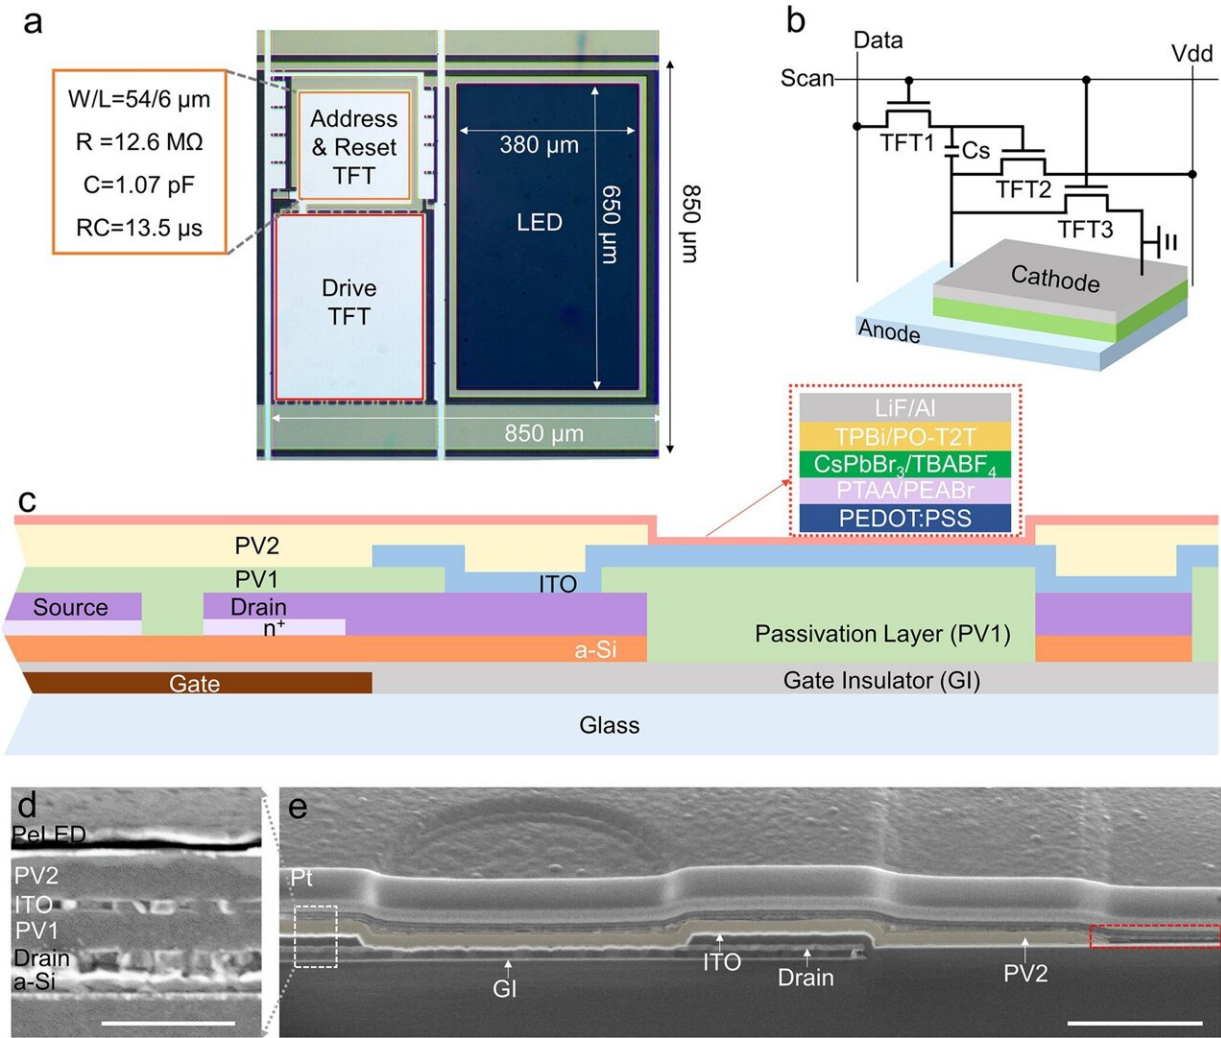 a
W/L=54/6 μm
R =12.6 MΩ
C=1.07 pF
RC=13.5 μs
Address
& Reset
TFT
Drive
TFT
380 μm
650 μm
LED
850 μm
850 μm
b
Data
Vdd
Scan
TFT1
Cs
TFT2
TFT3
Cathode
Anode
LiF/Al
TPBi/PO-T2T
CsPbBr3/TBABF4
PTAA/PEABr
PEDOT:PSS
c
PV2
PV1
ITO
Source
Drain
n+
Passivation Layer (PV1)
a-Si
Gate
Gate Insulator (GI)
Glass
d
PeLED
PV2
ITO
PV1
Drain
a-Si
e
Pt
ITO
Drain
PV2
GI